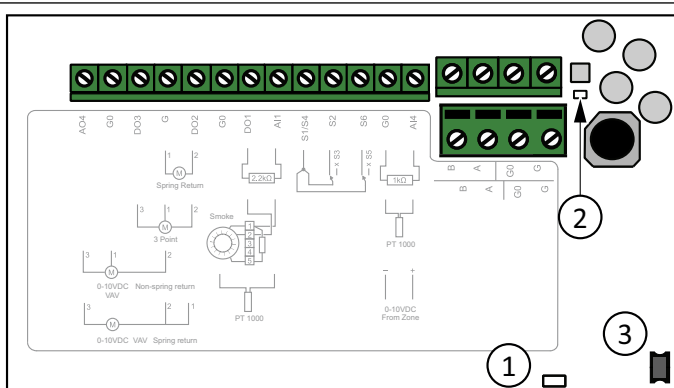 AO4 G0 DO3 G DO2 G0 DO1 AI1 S1/S4 S2 S6 G0 AI4
B A G0 G
B A G0 G
x S3 x S5
1 2
M
Spring Return
2.2kΩ
1kΩ
3 1 2
M
3 Point
Smoke
1
2
3
4
5
PT 1000
3 1 2
M
0-10VDC Non-spring return
VAV
3 2 1
M
0-10VDC VAV Spring return
PT 1000
– +
0-10VDC
From Zone
1
2
3